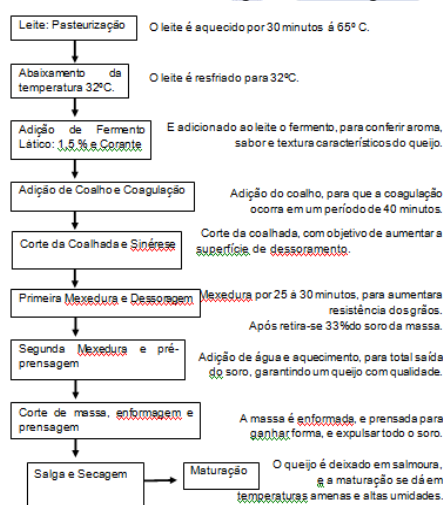 Leite: Pasteurização
O leite é aquecido por 30 minutos á 65º C.
Abaixamento da
temperatura 32ºC.
O leite é resfriado para 32ºC.
Adição de Fermento
Lático: 1,5 % e Corante
E adicionado ao leite o fermento, para conferir aroma,
sabor e textura característicos do queijo.
Adição de Coalho e Coagulação
Adição do coalho, para que a coagulação
ocorra em um período de 40 minutos.
Corte da Coalhada e Sinérese
Corte da coalhada, com objetivo de aumentar a
superfície de dessoramento.
Primeira Mexedura e Dessoragem
Mexedura por 25 á 30 minutos, para aumentara
resistência dos grãos.
Após retira-se 33%do soro da massa.
Segunda Mexedura e pré-
prensagem
Adição de água e aquecimento, para total saída
do soro, garantindo um queijo com qualidade.
Corte de massa, enformagem e
prensagem
A massa é enformada, e prensada para
ganhar forma, e expulsar todo o soro.
Salga e Secagem
Maturação
O queijo é deixado em salmoura,
e a maturação se dá em
temperaturas amenas e altas umidades.